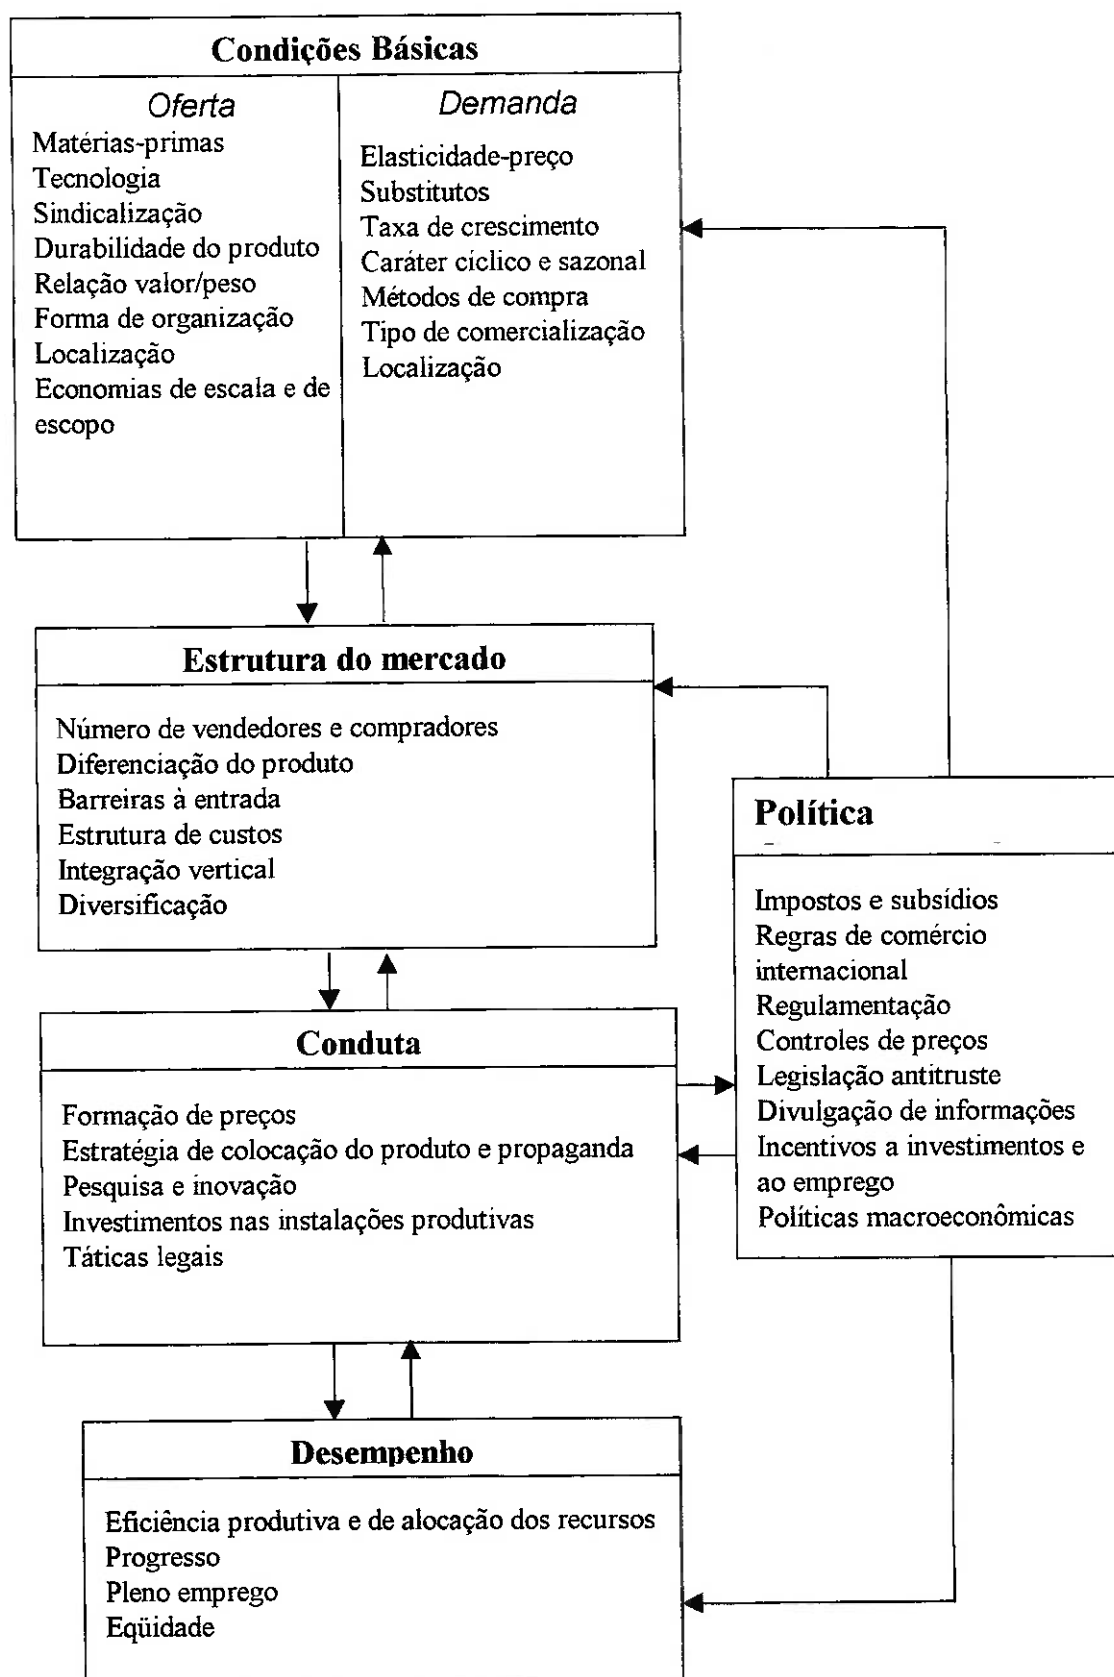 Condições Básicas
Oferta
Matérias-primas
Tecnologia
Sindicalização
Durabilidade do produto
Relação valor/peso
Forma de organização
Localização
Economias de escala e de
escopo
Demanda
Elasticidade-preço
Substitutos
Taxa de crescimento
Caráter cíclico e sazonal
Métodos de compra
Tipo de comercialização
Localização
Estrutura do mercado
Número de vendedores e compradores
Diferenciação do produto
Barreiras à entrada
Estrutura de custos
Integração vertical
Diversificação
Política
Impostos e subsídios
Regras de comércio
internacional
Regulamentação
Controles de preços
Legislação antitruste
Divulgação de informações
Incentivos a investimentos e
ao emprego
Políticas macroeconômicas
Conduta
Formação de preços
Estratégia de colocação do produto e propaganda
Pesquisa e inovação
Investimentos nas instalações produtivas
Táticas legais
Desempenho
Eficiência produtiva e de alocação dos recursos
Progresso
Pleno emprego
Eqüidade